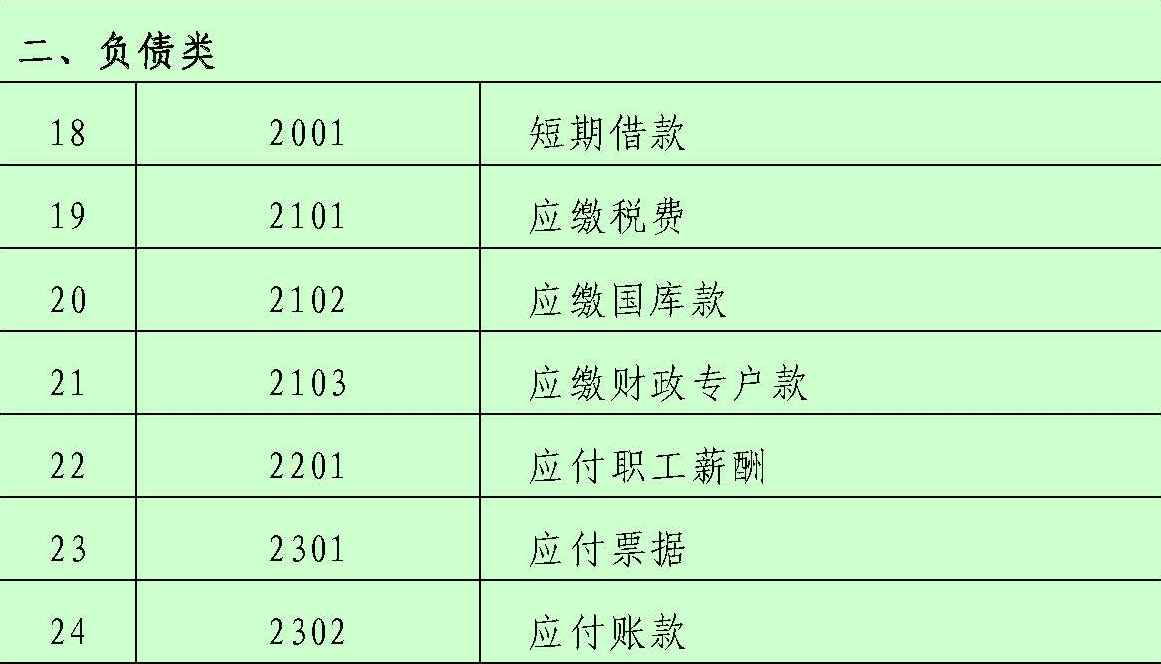 二、负债类
18 2001 短期借款
19 2101 应缴税费
20 2102 应缴国库款
21 2103 应缴财政专户款
22 2201 应付职工薪酬
23 2301 应付票据
24 2302 应付账款